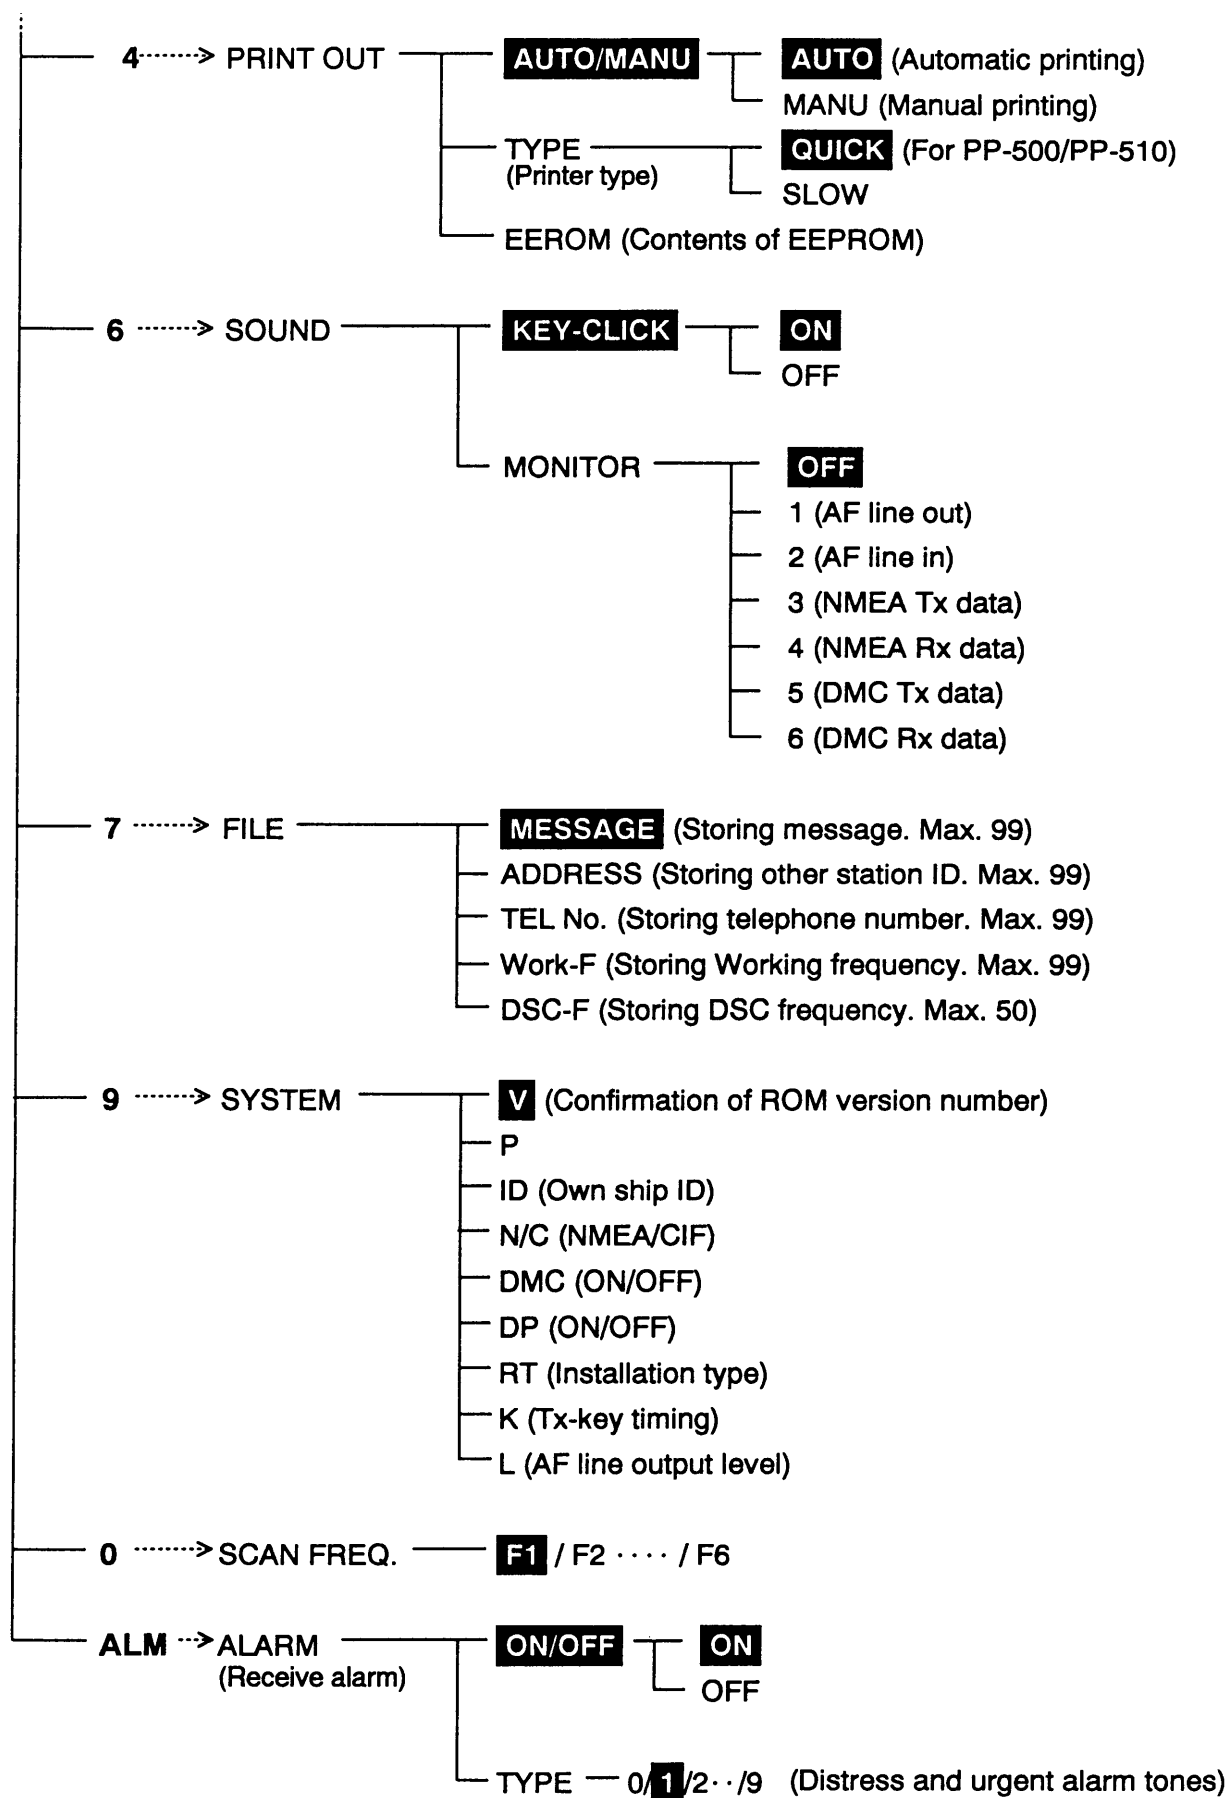 4 PRINT OUT AUTO/MANU AUTO (Automatic printing)
MANU (Manual printing)
TYPE QUICK (For PP-500/PP-510)
(Printer type)
SLOW
EEROM (Contents of EEPROM)
6 SOUND KEY-CLICK ON
OFF
MONITOR OFF
1 (AF line out)
2 (AF line in)
3 (NMEA Tx data)
4 (NMEA Rx data)
5 (DMC Tx data)
6 (DMC Rx data)
7 FILE MESSAGE (Storing message. Max. 99)
ADDRESS (Storing other station ID. Max. 99)
TEL No. (Storing telephone number. Max. 99)
Work-F (Storing Working frequency. Max. 99)
DSC-F (Storing DSC frequency. Max. 50)
9 SYSTEM V (Confirmation of ROM version number)
P
ID (Own ship ID)
N/C (NMEA/CIF)
DMC (ON/OFF)
DP (ON/OFF)
RT (Installation type)
K (Tx-key timing)
L (AF line output level)
0 SCAN FREQ. F1 / F2 ···· / F6
ALM ALARM ON/OFF ON
(Receive alarm)
OFF
TYPE 0/1/2··/9 (Distress and urgent alarm tones)